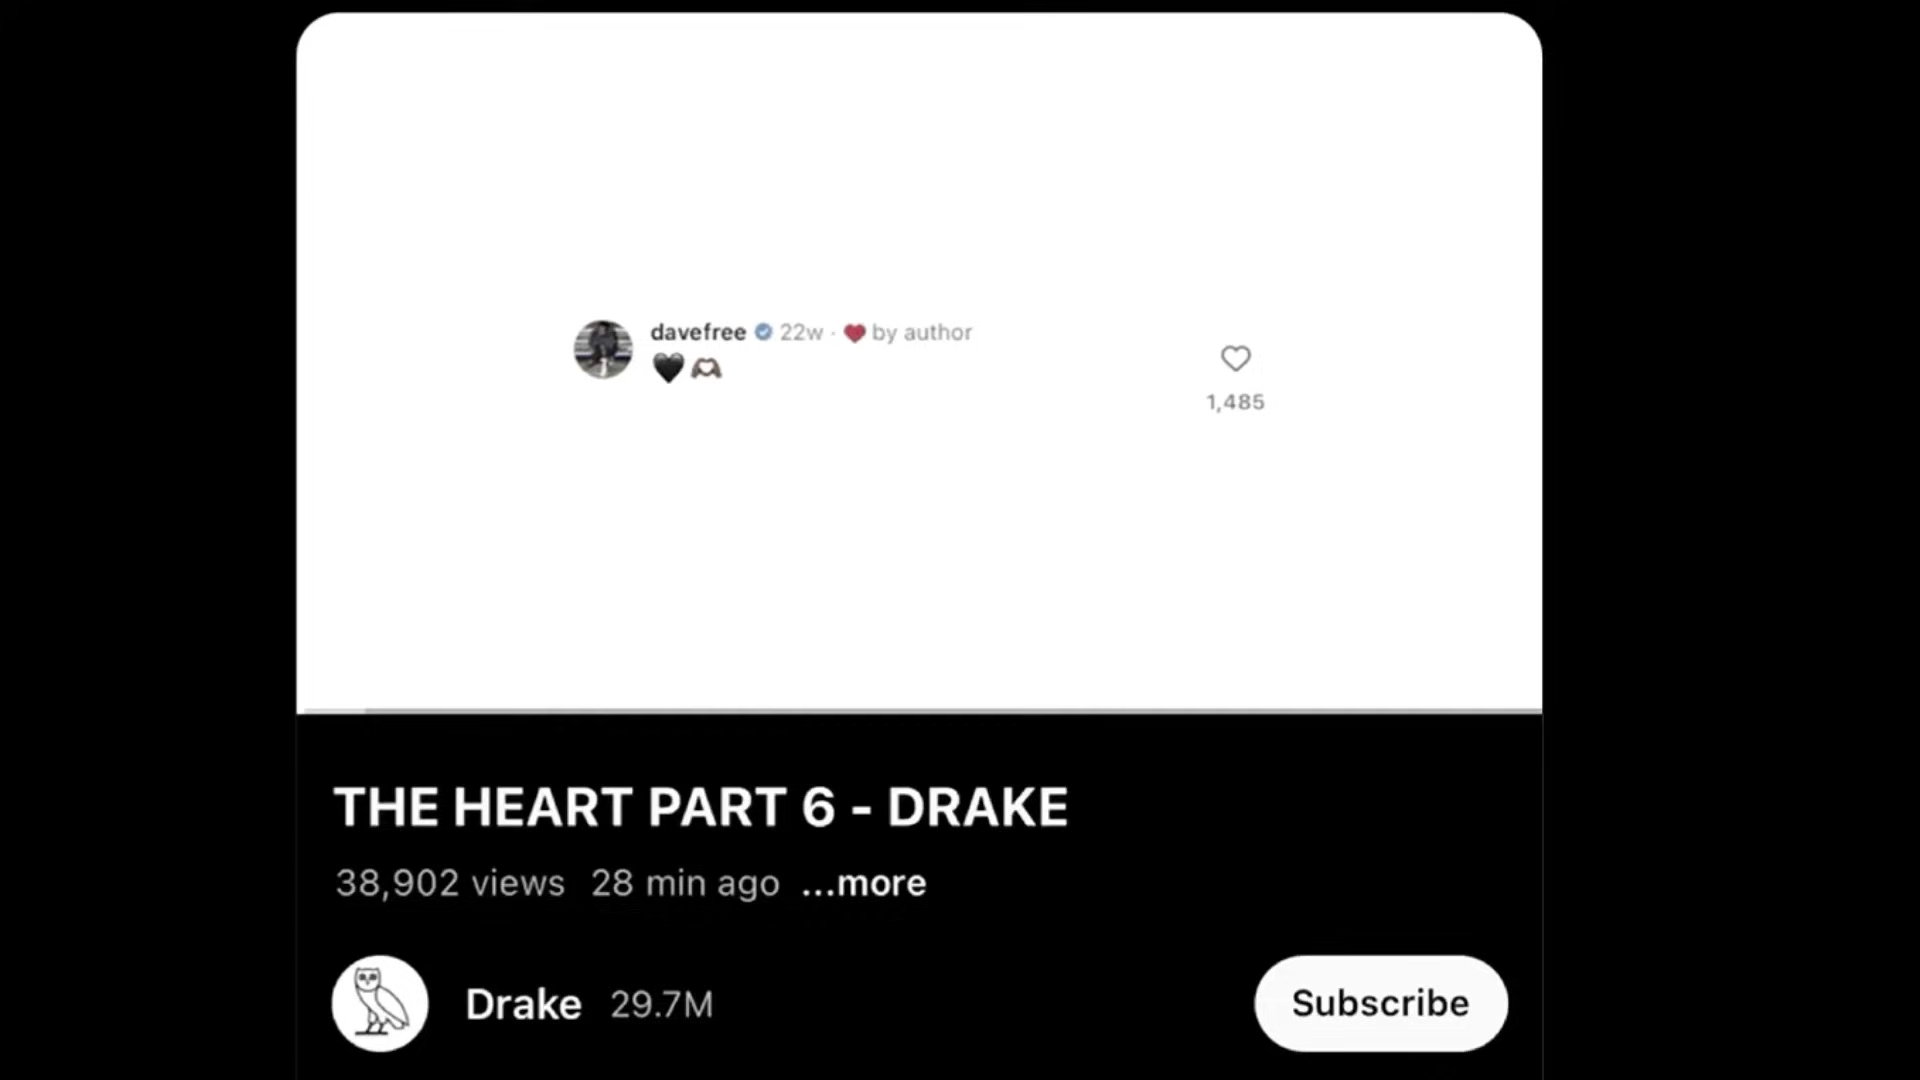 davefree 22w · ❤️ by author
🖤🫶🏾
1,485
THE HEART PART 6 - DRAKE
38,902 views 28 min ago ...more
Drake 29.7M
Subscribe